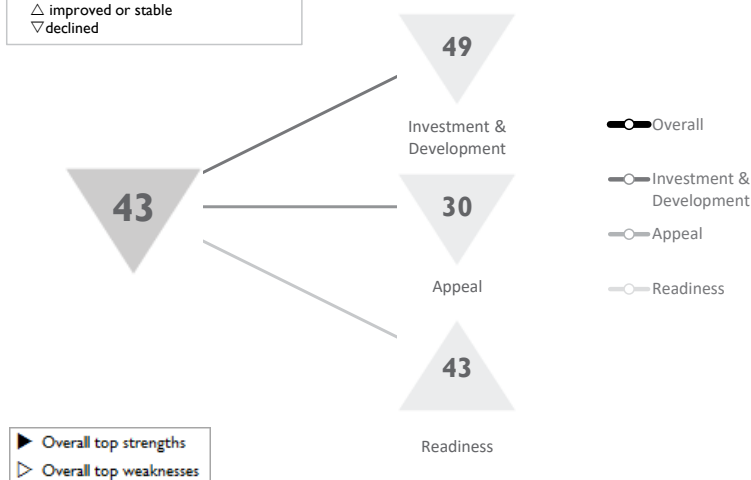 △ improved or stable
▽ declined
49
Investment &
Development
43
30
Appeal
43
Readiness
Overall
Investment &
Development
Appeal
Readiness
▶ Overall top strengths
▷ Overall top weaknesses